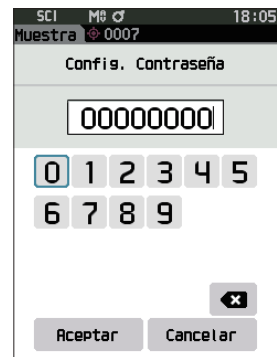 SCI M 18:05
Muestra 0007
Config. Contraseña
00000000
0 1 2 3 4 5
6 7 8 9
Aceptar Cancelar